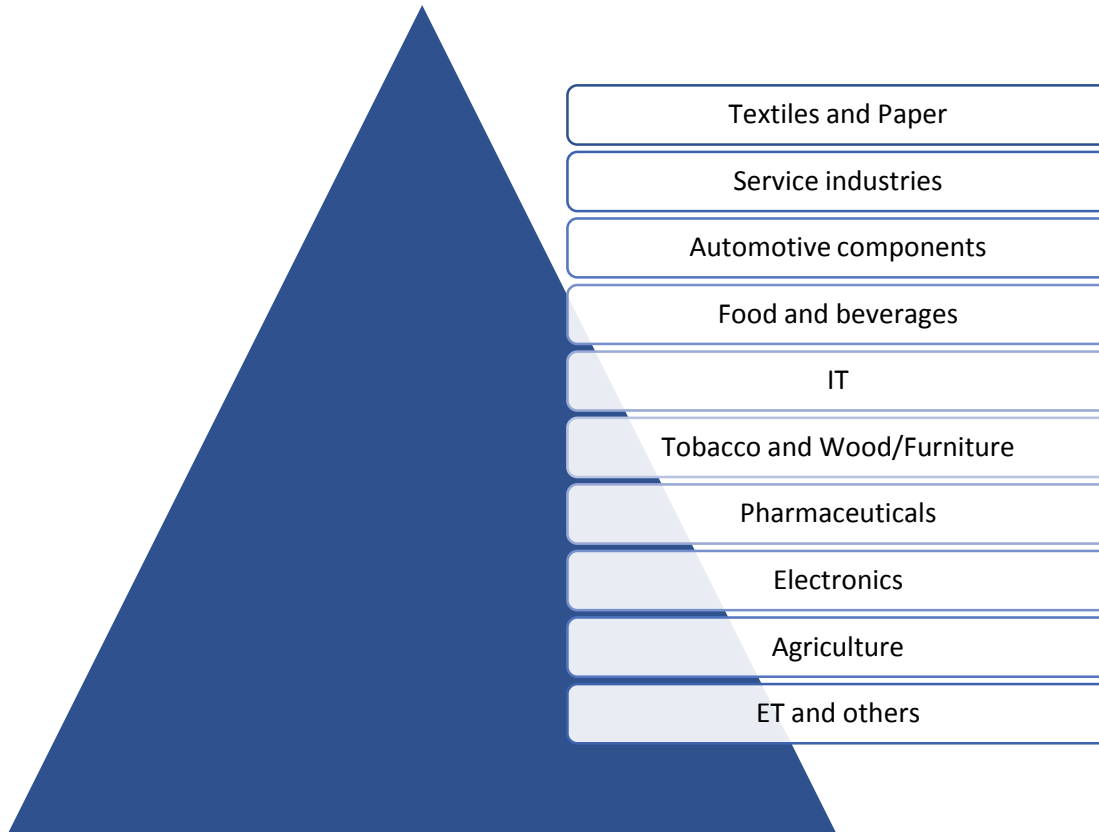 Textiles and Paper
Service industries
Automotive components
Food and beverages
IT
Tobacco and Wood/Furniture
Pharmaceuticals
Electronics
Agriculture
ET and others